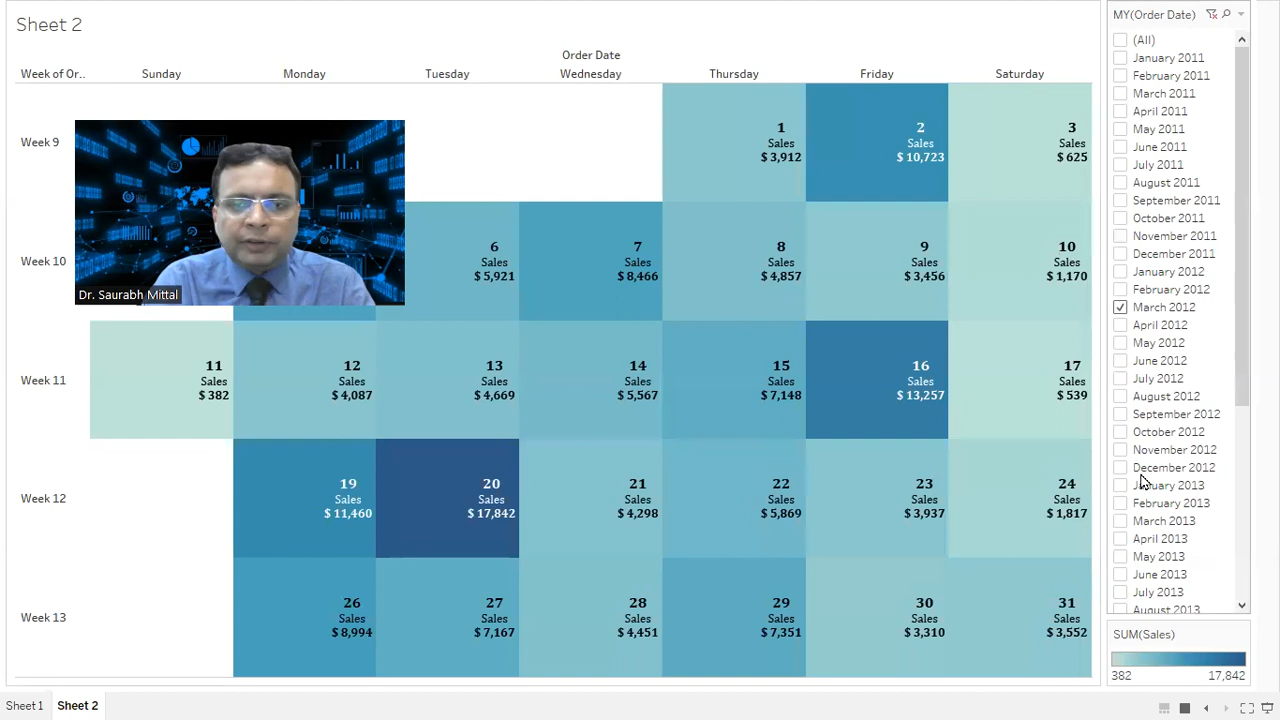 Sheet 2
Order Date
Week of Or.. Sunday Monday Tuesday Wednesday Thursday Friday Saturday
Week 9
1
Sales
$ 3,912
2
Sales
$ 10,723
3
Sales
$ 625
Week 10
6
Sales
$ 5,921
7
Sales
$ 8,466
8
Sales
$ 4,857
9
Sales
$ 3,456
10
Sales
$ 1,170
Dr. Saurabh Mittal
Week 11
11
Sales
$ 382
12
Sales
$ 4,087
13
Sales
$ 4,669
14
Sales
$ 5,567
15
Sales
$ 7,148
16
Sales
$ 13,257
17
Sales
$ 539
Week 12
19
Sales
$ 11,460
20
Sales
$ 17,842
21
Sales
$ 4,298
22
Sales
$ 5,869
23
Sales
$ 3,937
24
Sales
$ 1,817
Week 13
26
Sales
$ 8,994
27
Sales
$ 7,167
28
Sales
$ 4,451
29
Sales
$ 7,351
30
Sales
$ 3,310
31
Sales
$ 3,552
MY(Order Date)
(All)
January 2011
February 2011
March 2011
April 2011
May 2011
June 2011
July 2011
August 2011
September 2011
October 2011
November 2011
December 2011
January 2012
February 2012
March 2012
April 2012
May 2012
June 2012
July 2012
August 2012
September 2012
October 2012
November 2012
December 2012
January 2013
February 2013
March 2013
April 2013
May 2013
June 2013
July 2013
August 2013
SUM(Sales)
382 17,842
Sheet 1 Sheet 2